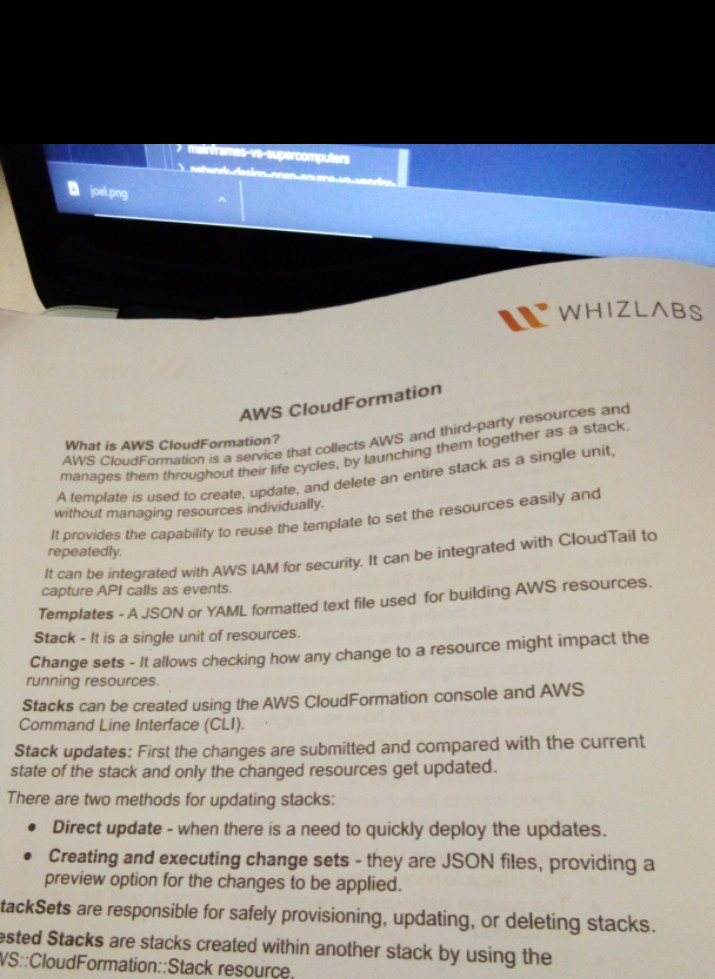 mainframes-vs-supercomputers
network-design-open-source-vs-vendor-
joel.png
WHIZLABS
AWS CloudFormation
What is AWS CloudFormation?
AWS CloudFormation is a service that collects AWS and third-party resources and
manages them throughout their life cycles, by launching them together as a stack.
A template is used to create, update, and delete an entire stack as a single unit,
without managing resources individually.
It provides the capability to reuse the template to set the resources easily and
repeatedly.
It can be integrated with AWS IAM for security. It can be integrated with CloudTail to
capture API calls as events.
Templates - A JSON or YAML formatted text file used for building AWS resources.
Stack - It is a single unit of resources.
Change sets - It allows checking how any change to a resource might impact the
running resources.
Stacks can be created using the AWS CloudFormation console and AWS
Command Line Interface (CLI).
Stack updates: First the changes are submitted and compared with the current
state of the stack and only the changed resources get updated.
There are two methods for updating stacks:
• Direct update - when there is a need to quickly deploy the updates.
• Creating and executing change sets - they are JSON files, providing a
preview option for the changes to be applied.
tackSets are responsible for safely provisioning, updating, or deleting stacks.
ested Stacks are stacks created within another stack by using the
WS::CloudFormation::Stack resource.